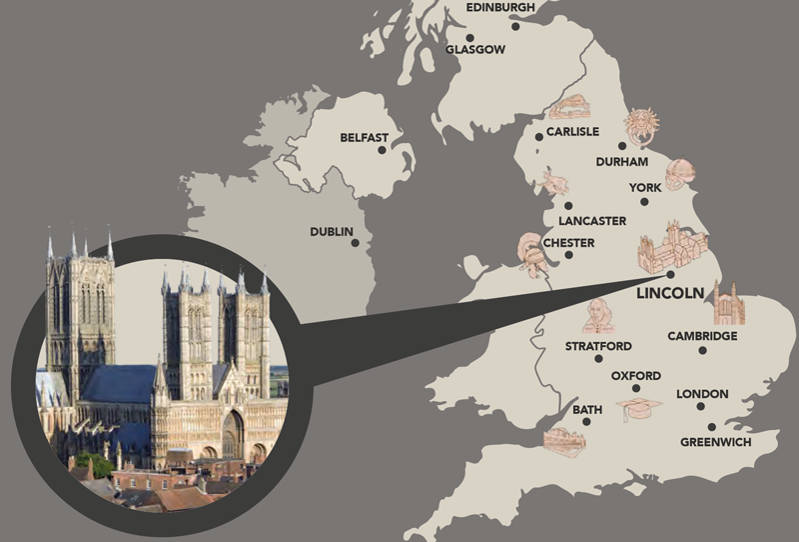 EDINBURGH
GLASGOW
CARLISLE
BELFAST
DURHAM
YORK
LANCASTER
DUBLIN
CHESTER
LINCOLN
CAMBRIDGE
STRATFORD
OXFORD
LONDON
BATH
GREENWICH